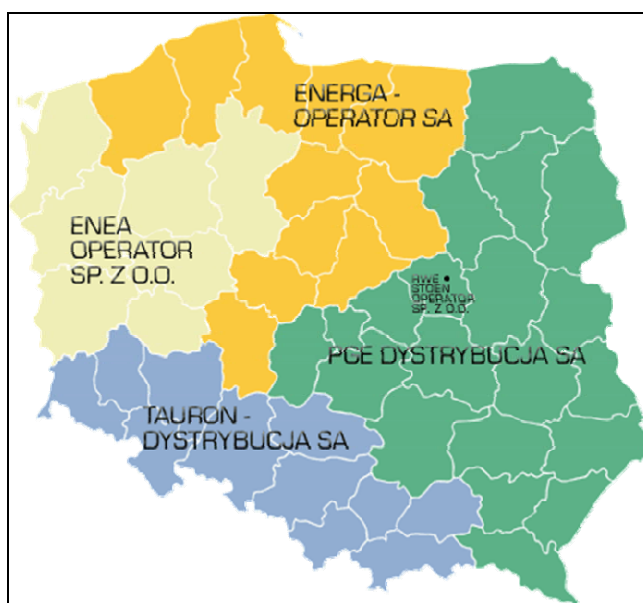 ENERGA -
OPERATOR SA
ENEA
OPERATOR
SP. Z O.O.
RWE
STOEN
OPERATOR
SP. Z O.O.
PGE DYSTRYBUCJA SA
TAURON -
DYSTRYBUCJA SA